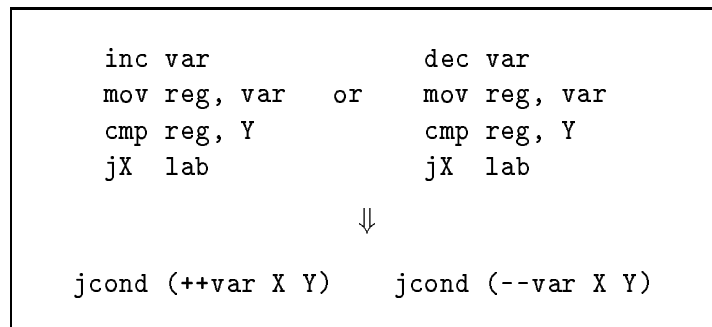 inc var dec var
mov reg, var or mov reg, var
cmp reg, Y cmp reg, Y
jX lab jX lab
⇓
jcond (++var X Y) jcond (--var X Y)